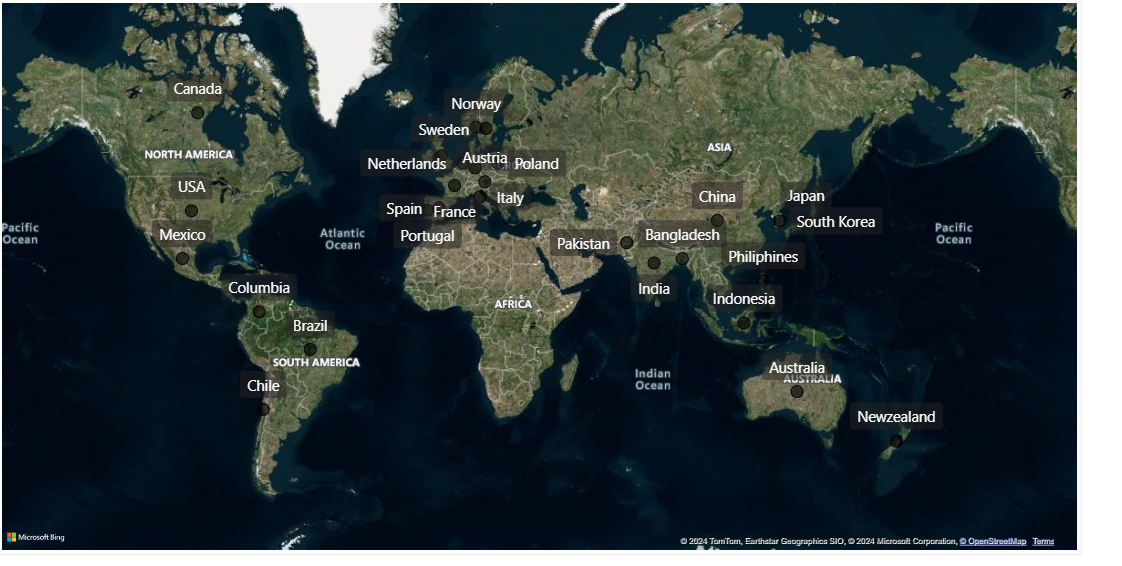 Canada
Norway
Sweden
NORTH AMERICA
ASIA
Netherlands
Austria
Poland
USA
Italy
China
Japan
Spain
France
South Korea
Pacific
Ocean
Mexico
Atlantic
Ocean
Portugal
Pakistan
Bangladesh
Pacific
Ocean
Philiphines
Columbia
India
Indonesia
AFRICA
Brazil
SOUTH AMERICA
Chile
Indian
Ocean
Australia
AUSTRALIA
Newzealand
Microsoft Bing
© 2024 TomTom, Earthstar Geographics SIO, © 2024 Microsoft Corporation, © OpenStreetMap Terms